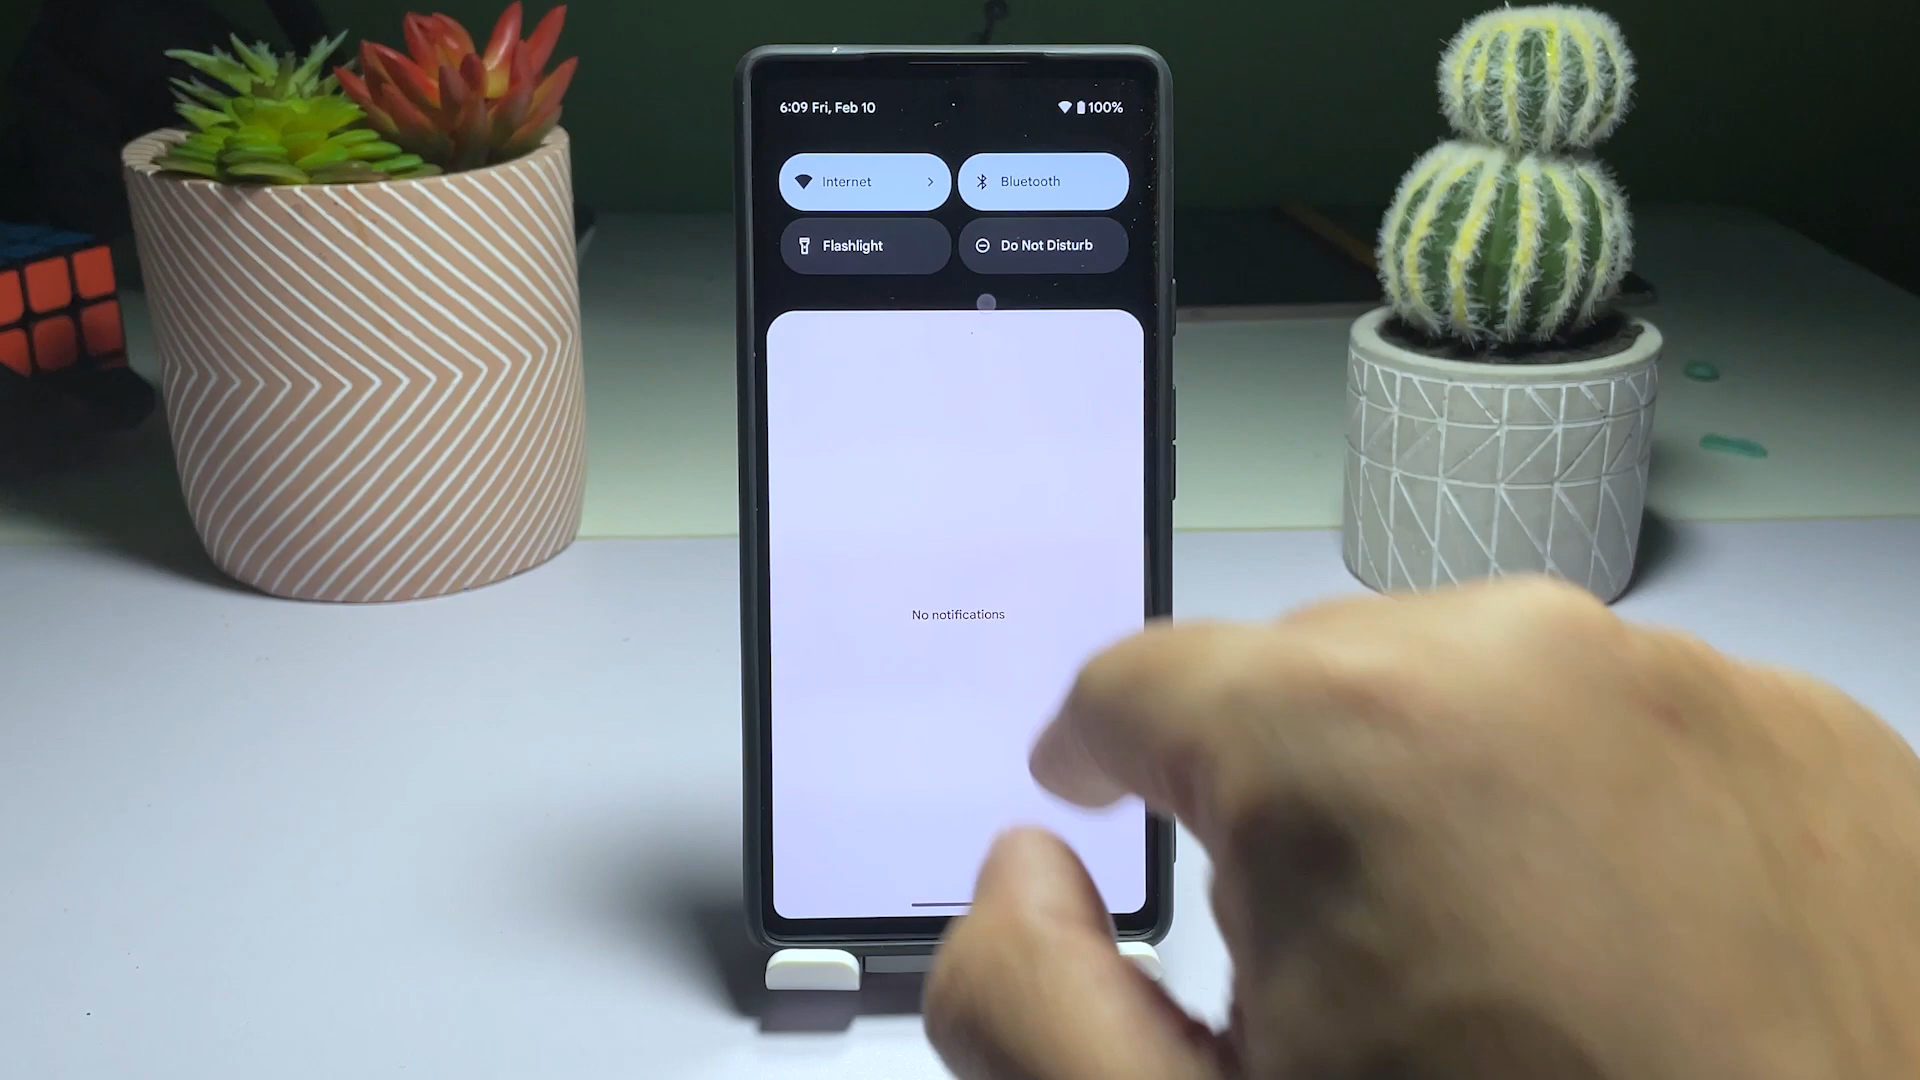 6:09 Fri, Feb 10 100%
Internet Bluetooth
Flashlight Do Not Disturb
No notifications